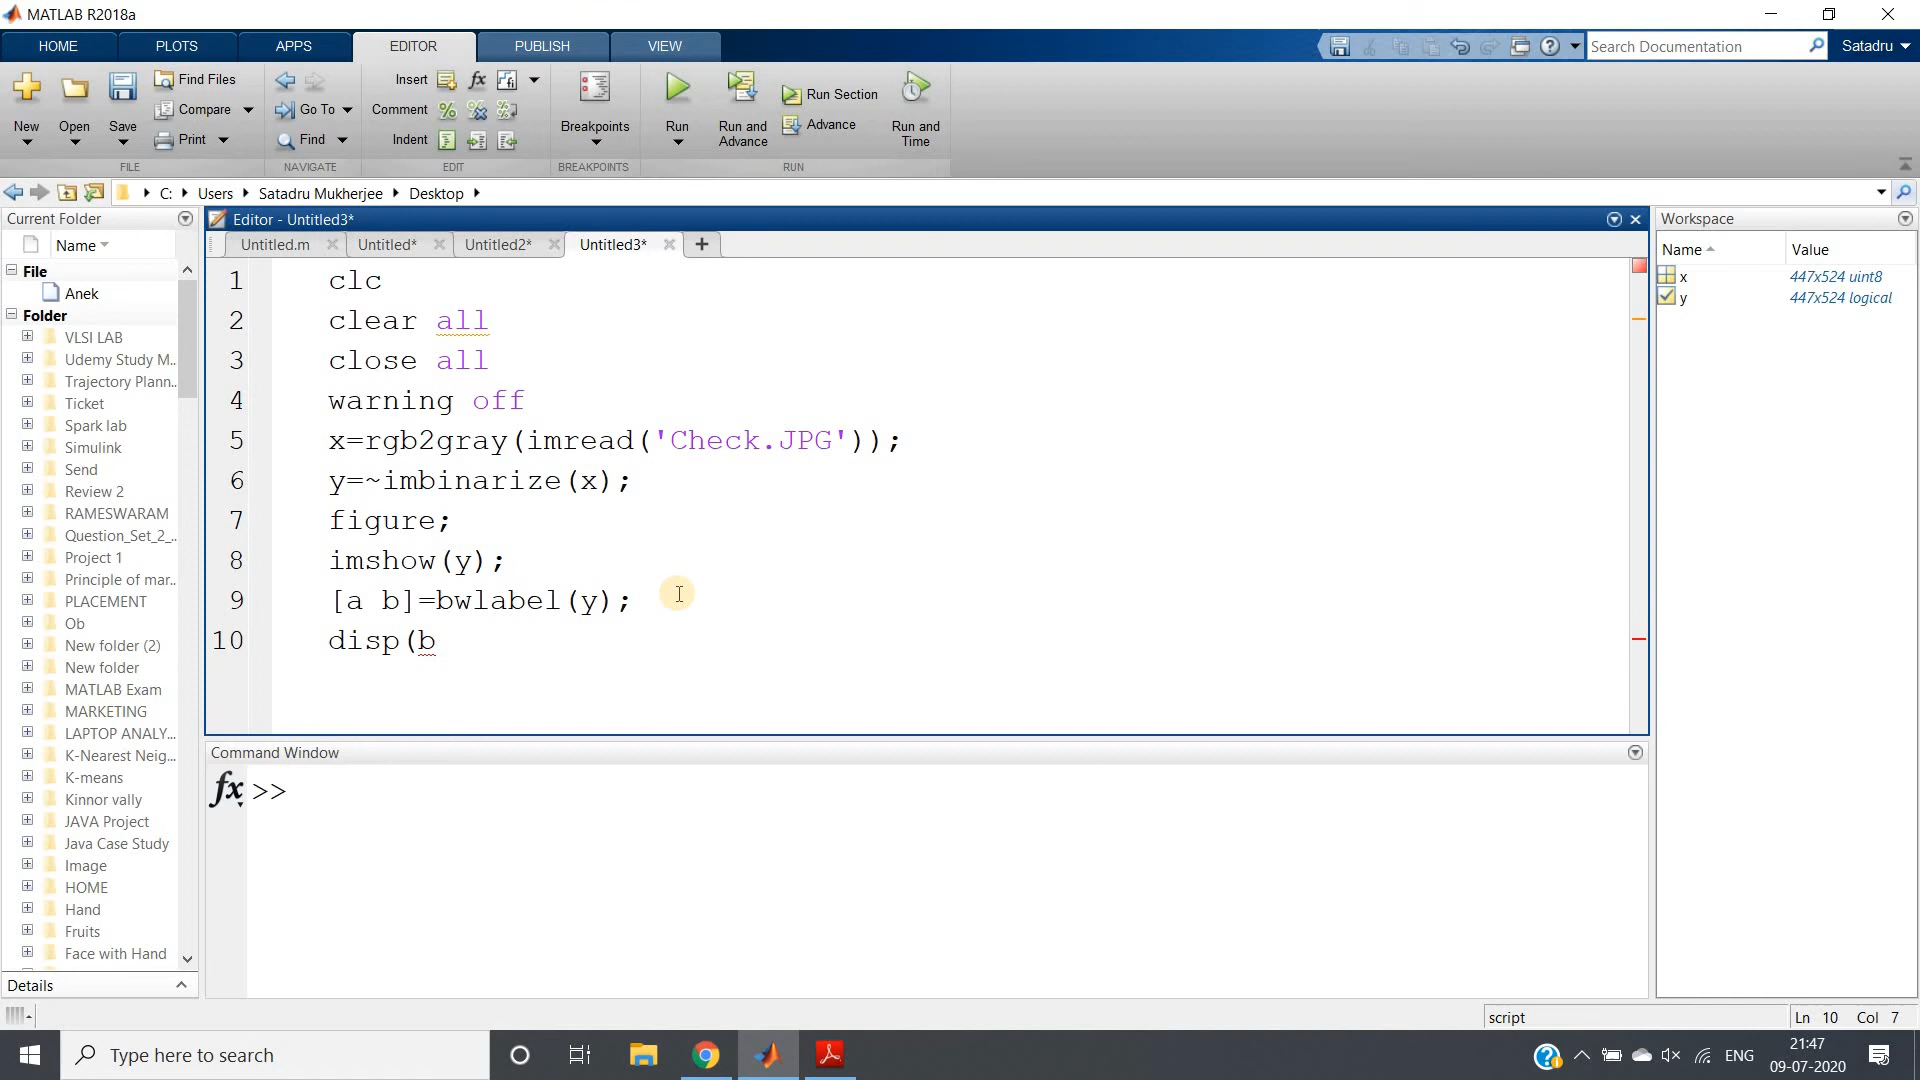 MATLAB R2018a
HOME PLOTS APPS EDITOR PUBLISH VIEW Search Documentation Satadru
New Open Save Find Files Compare Print Go To Find Insert Comment Indent Breakpoints Run Run and Advance Run Section Advance Run and Time
FILE NAVIGATE EDIT BREAKPOINTS RUN
C: Users Satadru Mukherjee Desktop
Current Folder
Name
File
Anek
Folder
VLSI LAB
Udemy Study M...
Trajectory Plann...
Ticket
Spark lab
Simulink
Send
Review 2
RAMESWARAM
Question_Set_2_...
Project 1
Principle of mar...
PLACEMENT
Ob
New folder (2)
New folder
MATLAB Exam
MARKETING
LAPTOP ANALY...
K-Nearest Neig...
K-means
Kinnor vally
JAVA Project
Java Case Study
Image
HOME
Hand
Fruits
Face with Hand
Details
Editor - Untitled3*
Untitled.m Untitled* Untitled2* Untitled3*
1 clc
2 clear all
3 close all
4 warning off
5 x=rgb2gray(imread('Check.JPG'));
6 y=~imbinarize(x);
7 figure;
8 imshow(y);
9 [a b]=bwlabel(y);
10 disp(b
Command Window
fx >>
Workspace
Name Value
x 447x524 uint8
y 447x524 logical
script Ln 10 Col 7
Type here to search
ENG
21:47
09-07-2020